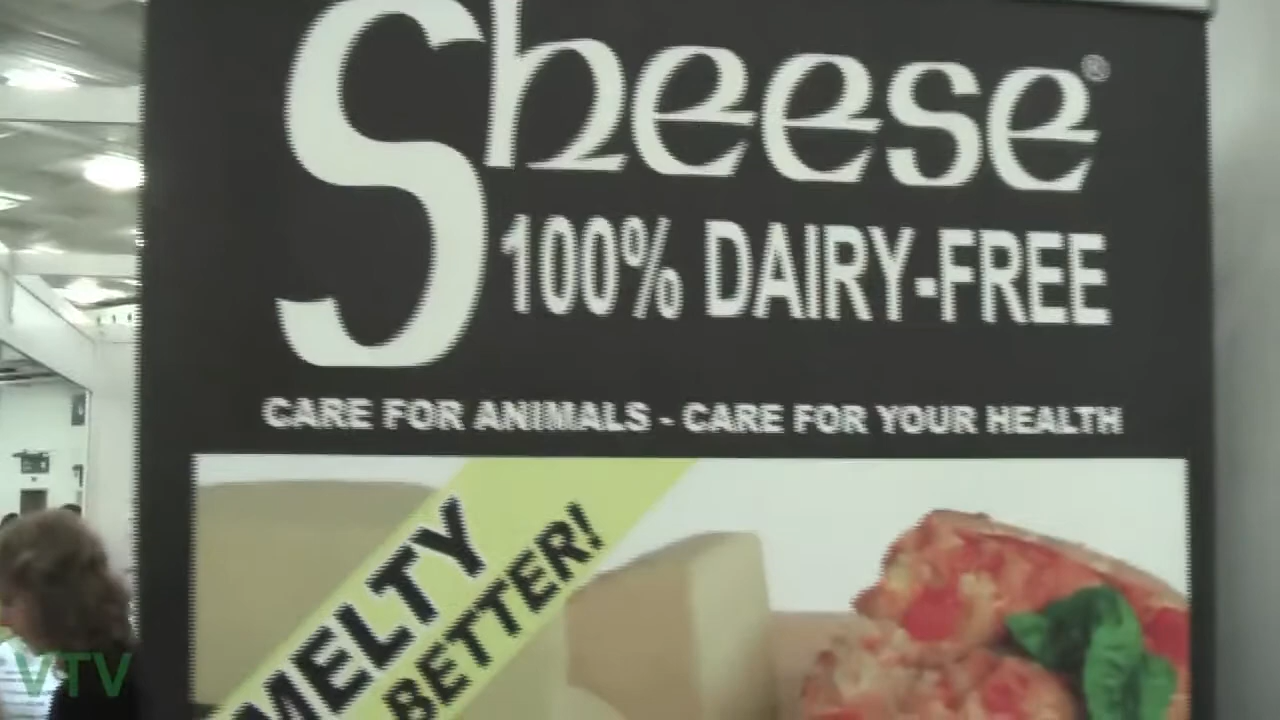 Sheese®
100% DAIRY-FREE
CARE FOR ANIMALS - CARE FOR YOUR HEALTH
MELTY
BETTER!
VTV